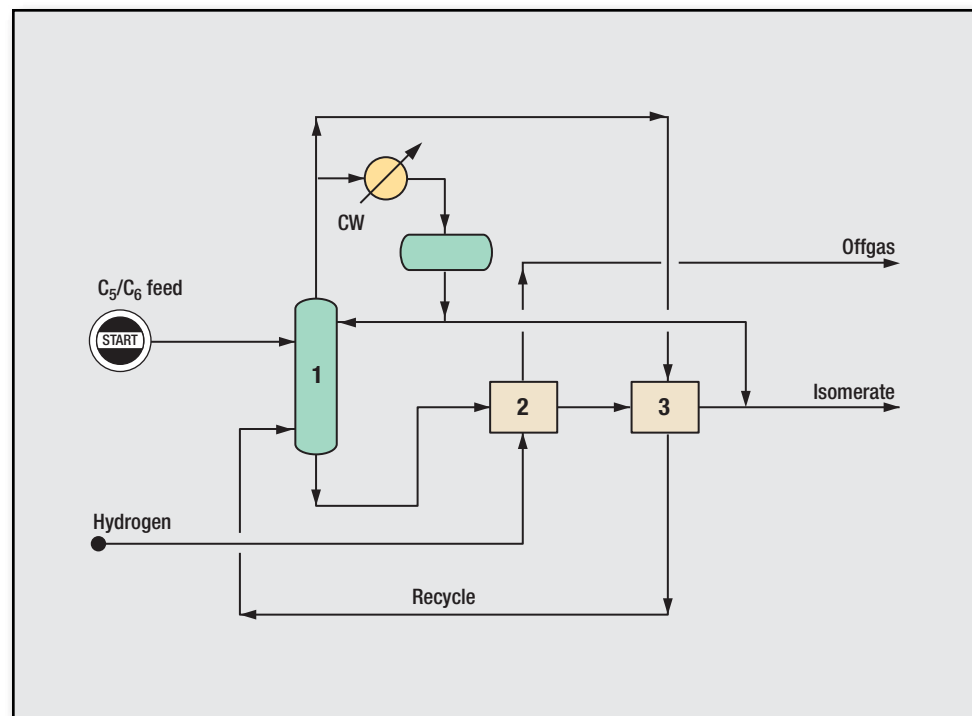 CW
Offgas
C₅/C₆ feed
START
1
2
3
Isomerate
Hydrogen
Recycle